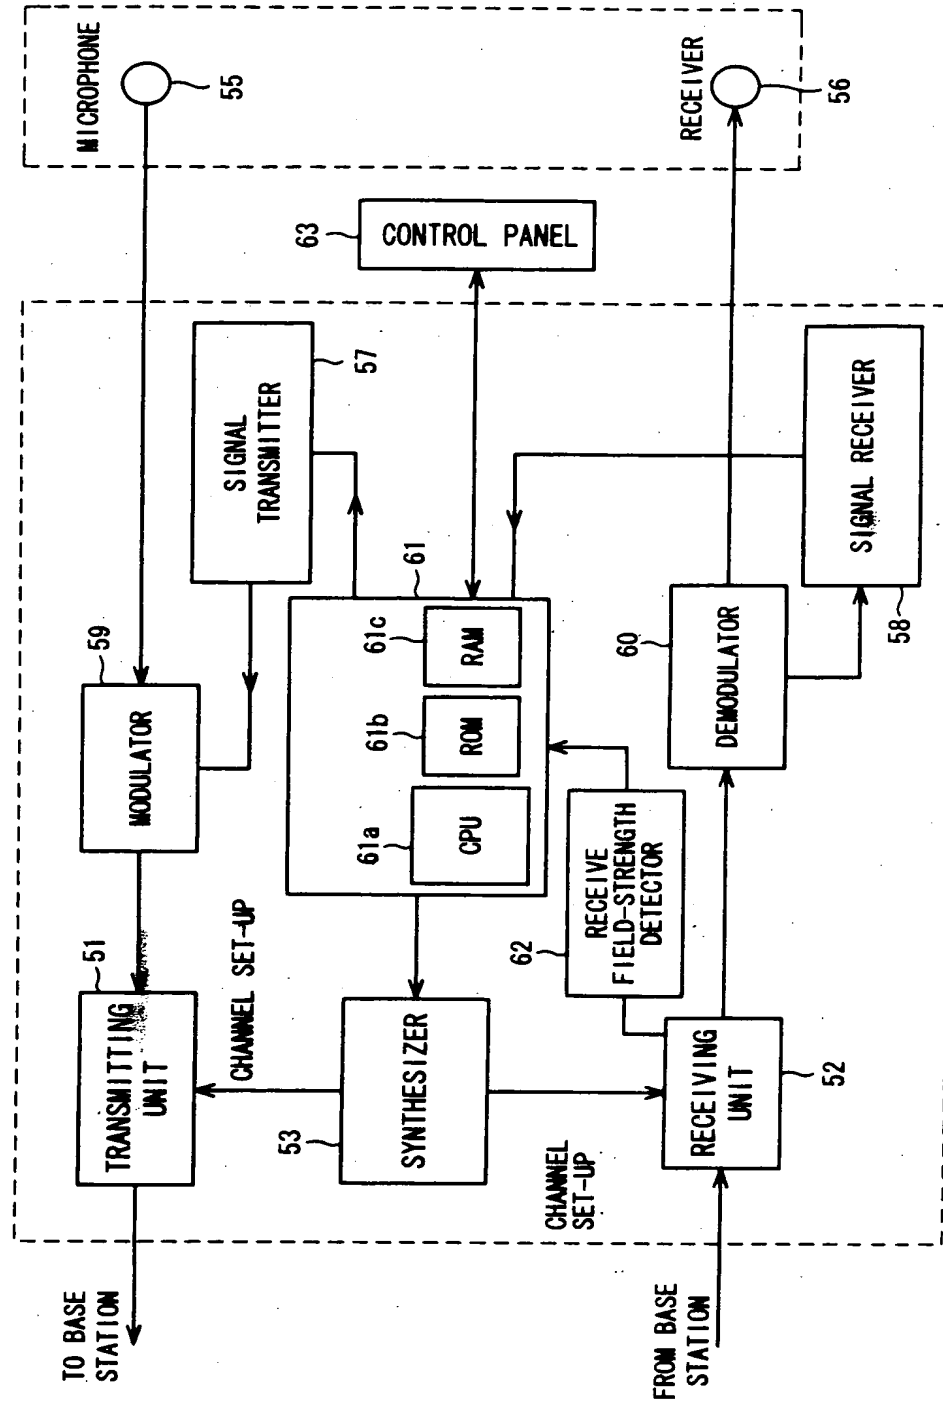 TO BASE
STATION
51
TRANSMITTING
UNIT
CHANNEL SET-UP
59
MODULATOR
MICROPHONE
55
57
SIGNAL
TRANSMITTER
53
SYNTHESIZER
61
61a
CPU
61b
ROM
61c
RAM
63
CONTROL PANEL
CHANNEL
SET-UP
62
RECEIVE
FIELD-STRENGTH
DETECTOR
FROM BASE
STATION
RECEIVING
UNIT
52
60
DEMODULATOR
58
SIGNAL RECEIVER
RECEIVER
56